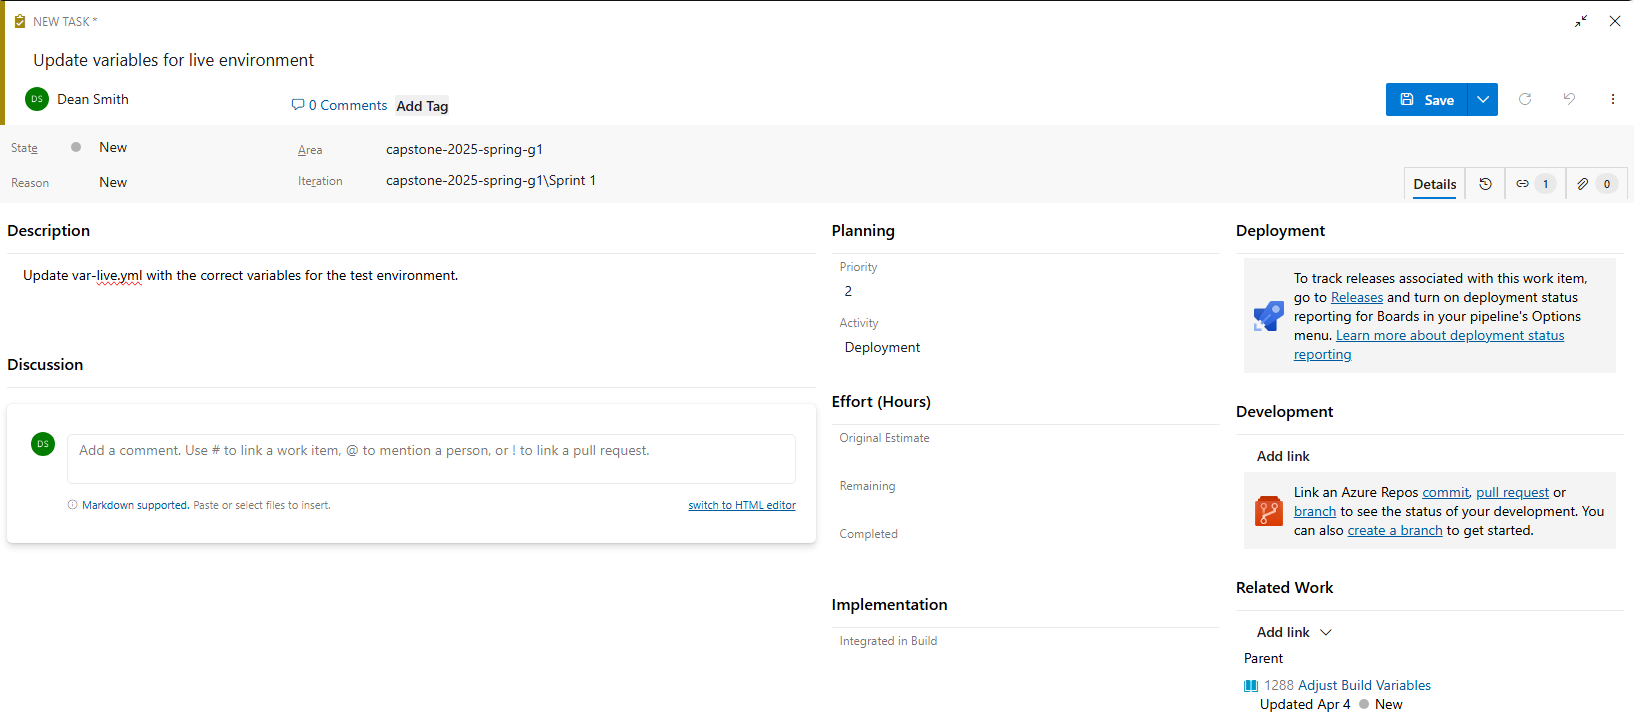 NEW TASK *
Update variables for live environment
DS
Dean Smith
0 Comments
Add Tag
Save
State
New
Area
capstone-2025-spring-g1
Reason
New
Iteration
capstone-2025-spring-g1\Sprint 1
Details
1
0
Description
Update var-live.yml with the correct variables for the test environment.
Discussion
DS
Add a comment. Use # to link a work item, @ to mention a person, or ! to link a pull request.
Markdown supported. Paste or select files to insert.
switch to HTML editor
Planning
Priority
2
Activity
Deployment
Effort (Hours)
Original Estimate
Remaining
Completed
Implementation
Integrated in Build
Deployment
To track releases associated with this work item,
go to Releases and turn on deployment status
reporting for Boards in your pipeline's Options
menu. Learn more about deployment status
reporting
Development
Add link
Link an Azure Repos commit, pull request or
branch to see the status of your development. You
can also create a branch to get started.
Related Work
Add link
Parent
1288 Adjust Build Variables
Updated Apr 4 New